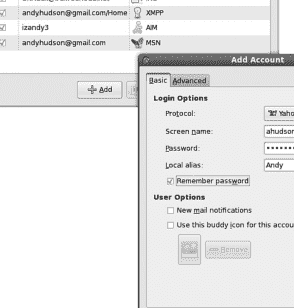 andyhudson@gmail.com/Home XMPP
izandy3 AIM
andyhudson@gmail.com MSN
Add
Add Account
Basic Advanced
Login Options
Protocol: Yaho
Screen name: ahudson
Password:
Local alias: Andy
Remember password
User Options
New mail notifications
Use this buddy icon for this accou
Remove